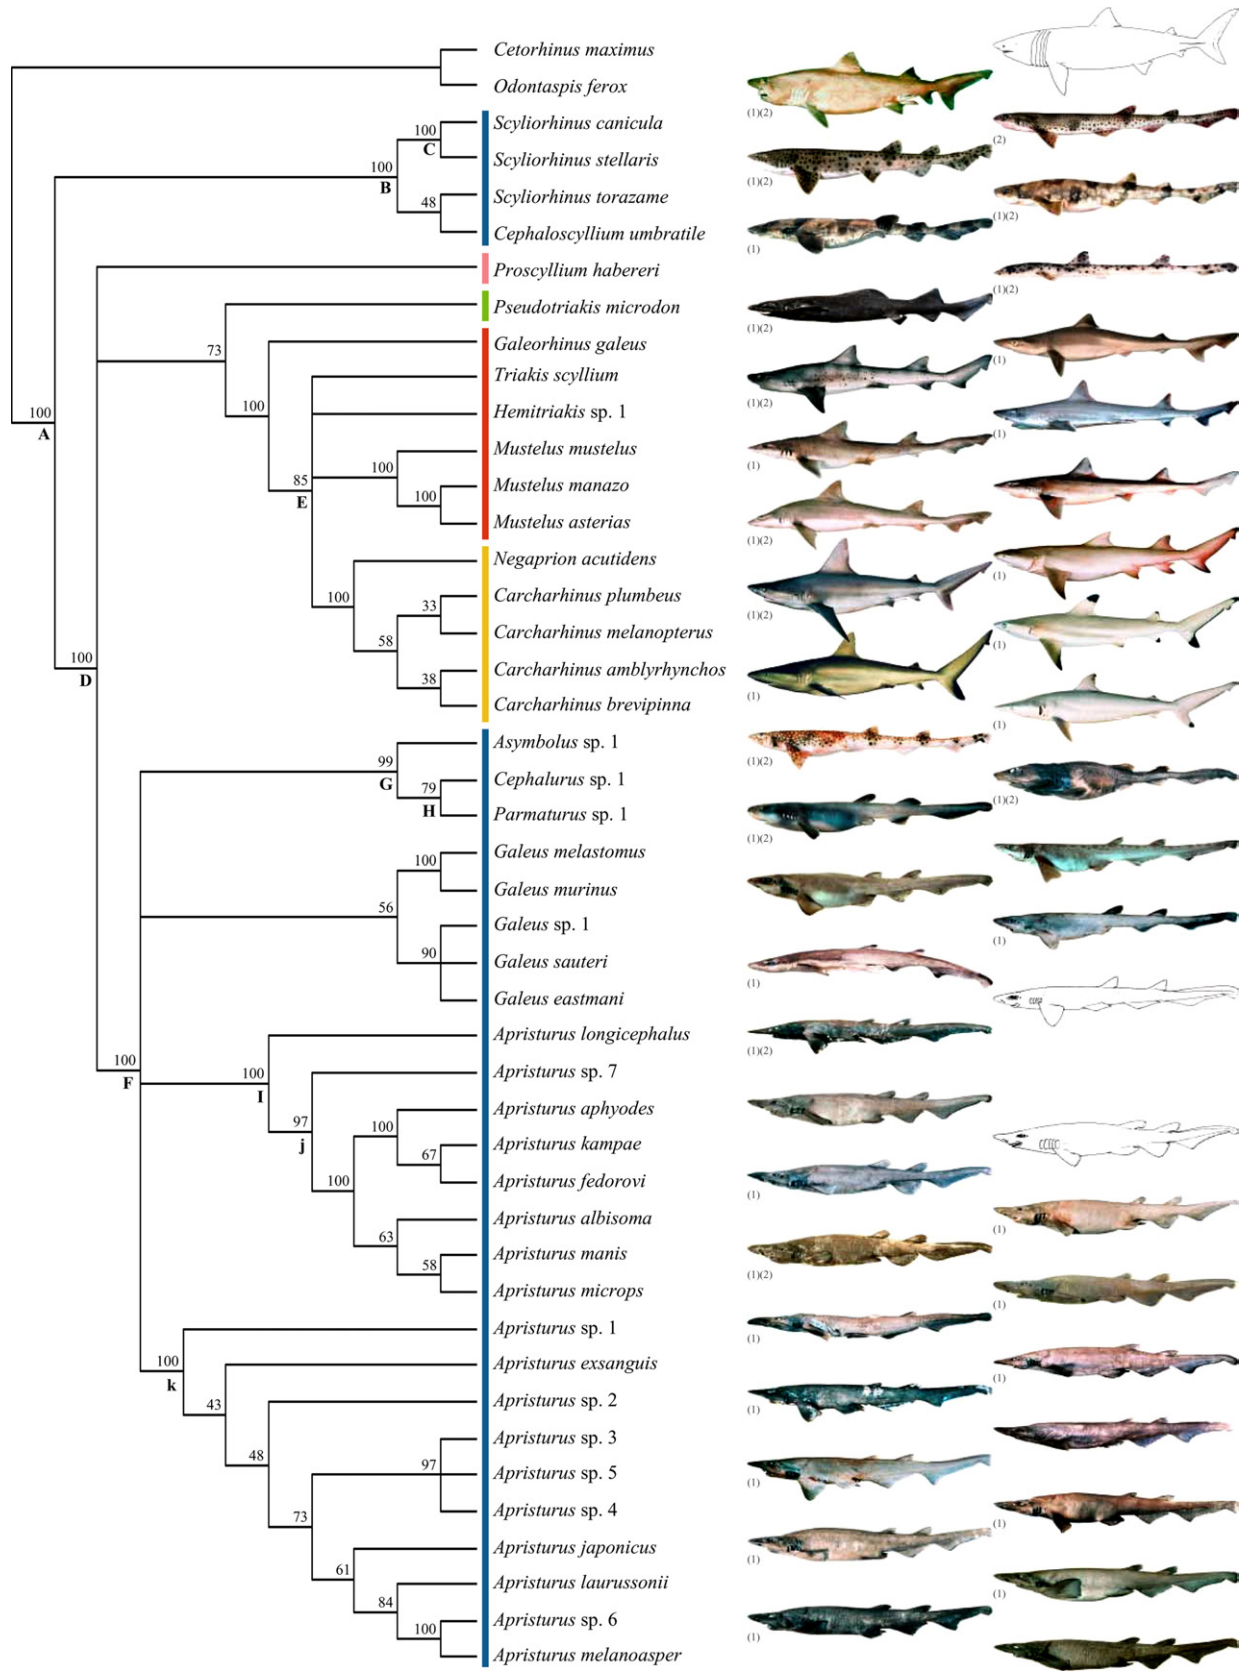 Cetorhinus maximus
Odontaspis ferox
(1)(2)
100
Scyliorhinus canicula
(2)
C
100
Scyliorhinus stellaris
(1)(2)
B
48
Scyliorhinus torazame
(1)(2)
Cephaloscyllium umbratile
(1)
Proscyllium habereri
(1)(2)
Pseudotriakis microdon
(1)(2)
73
Galeorhinus galeus
(1)
Triakis scyllium
(1)(2)
100
Hemitriakis sp. 1
(1)
100
A
Mustelus mustelus
(1)
100
85
E
Mustelus manazo
100
Mustelus asterias
(1)(2)
Negaprion acutidens
(1)
100
Carcharhinus plumbeus
(1)(2)
33
Carcharhinus melanopterus
(1)
58
100
D
Carcharhinus amblyrhynchos
(1)
38
Carcharhinus brevipinna
(1)
Asymbolus sp. 1
(1)(2)
99
G
Cephalurus sp. 1
(1)(2)
79
H
Parmaturus sp. 1
(1)(2)
Galeus melastomus
100
Galeus murinus
56
Galeus sp. 1
(1)
90
Galeus sauteri
(1)
Galeus eastmani
Apristurus longicephalus
(1)(2)
100
F
100
I
Apristurus sp. 7
97
j
Apristurus aphyodes
100
Apristurus kampae
67
Apristurus fedorovi
(1)
100
Apristurus albisoma
(1)
63
Apristurus manis
(1)(2)
58
Apristurus microps
(1)
Apristurus sp. 1
(1)
100
k
Apristurus exsanguis
(1)
43
Apristurus sp. 2
(1)
48
Apristurus sp. 3
97
Apristurus sp. 5
(1)
73
Apristurus sp. 4
(1)
Apristurus japonicus
(1)
61
Apristurus laurussonii
(1)
84
Apristurus sp. 6
(1)
100
Apristurus melanoasper